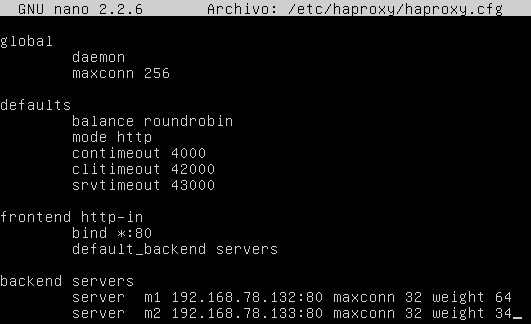 GNU nano 2.2.6 Archivo: /etc/haproxy/haproxy.cfg
global
daemon
maxconn 256
defaults
balance roundrobin
mode http
contimeout 4000
clitimeout 42000
srvtimeout 43000
frontend http-in
bind *:80
default_backend servers
backend servers
server m1 192.168.78.132:80 maxconn 32 weight 64
server m2 192.168.78.133:80 maxconn 32 weight 34